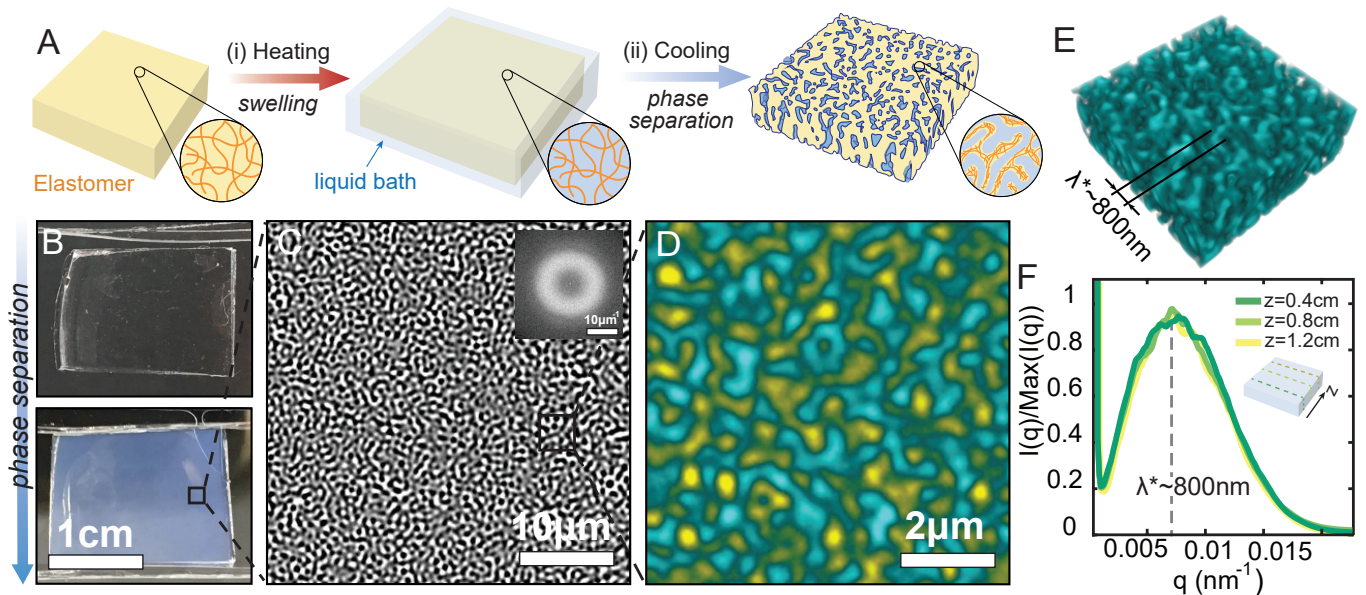 A
(i) Heating
swelling
(ii) Cooling
phase
separation
Elastomer
liquid bath
E
λ*~800nm
phase separation
B
1cm
C
10μm⁻¹
10μm
D
2μm
F
I(q)/Max(I(q))
1
0.8
0.6
0.4
0.2
0
z=0.4cm
z=0.8cm
z=1.2cm
z
λ*~800nm
0.005
0.01
0.015
q (nm⁻¹)